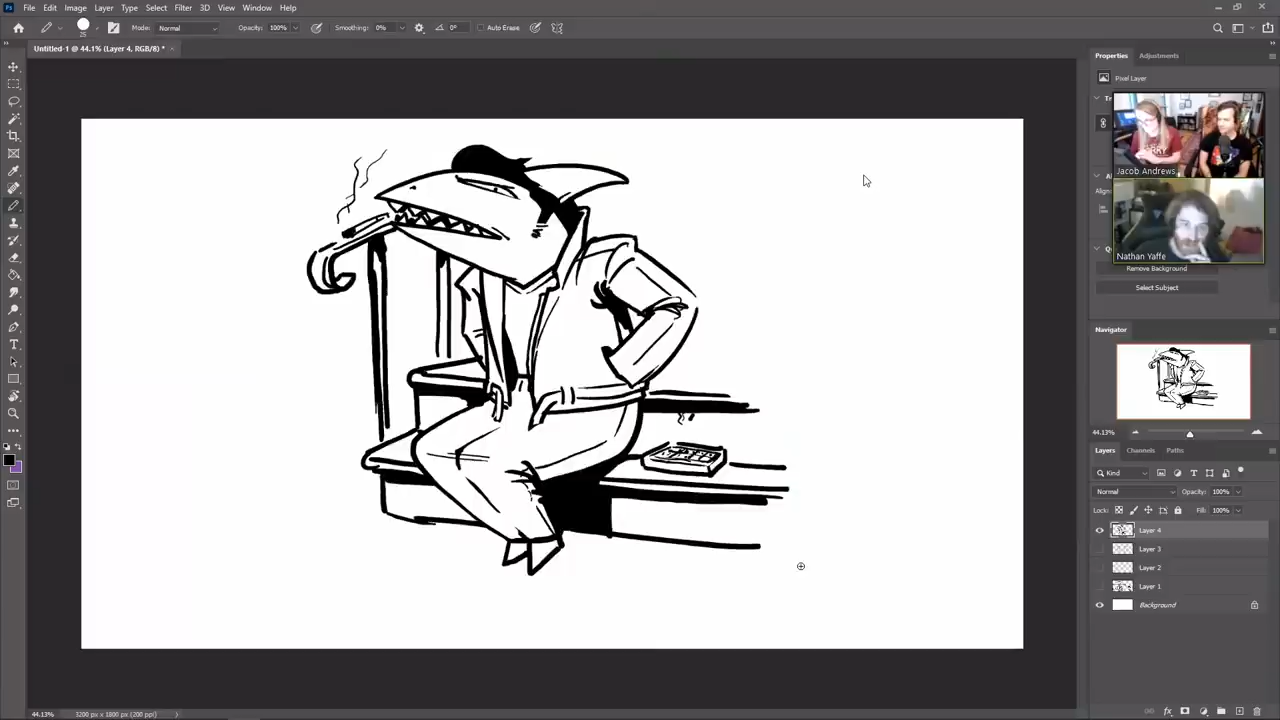 File Edit Image Layer Type Select Filter 3D View Window Help
Mode: Normal Opacity: 100% Smoothing: 0% 0° Auto Erase
25
Untitled-1 @ 44.1% (Layer 4, RGB/8) *
Properties Adjustments
Pixel Layer
Jacob Andrews
Nathan Yaffe
Remove Background
Select Subject
Navigator
44.13%
Layers Channels Paths
Kind
Normal Opacity: 100%
Lock: Fill: 100%
Layer 4
Layer 3
Layer 2
Layer 1
Background
44.13% 3200 px x 1800 px (200 ppi)